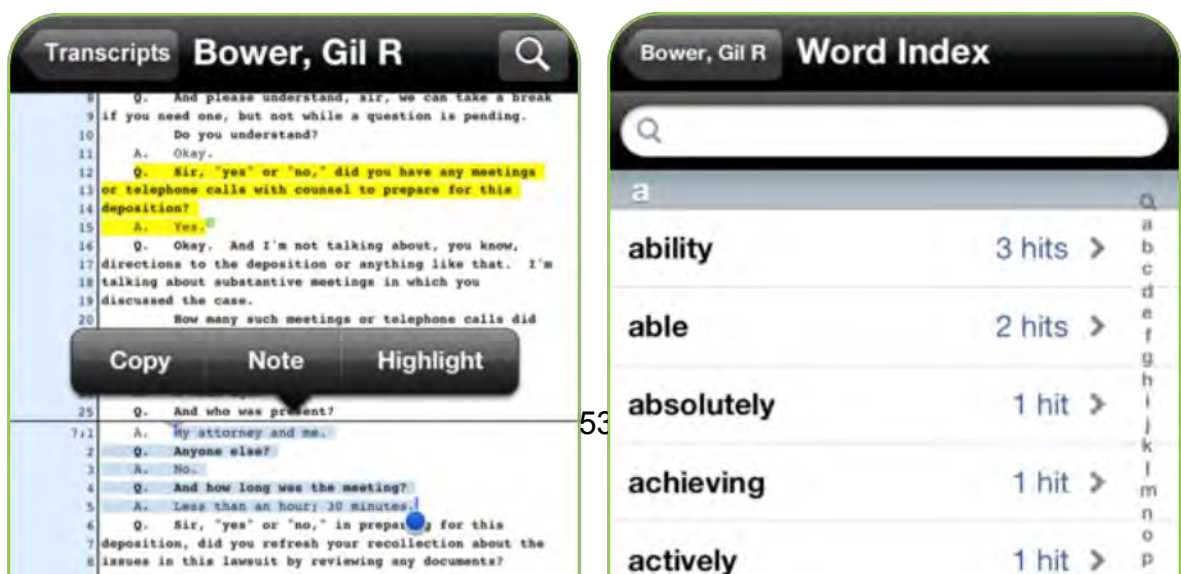 Transcripts
Bower, Gil R
8 Q. And please understand, sir, we can take a break
9 if you need one, but not while a question is pending.
10 Do you understand?
11 A. Okay.
12 Q. Sir, "yes" or "no," did you have any meetings
13 or telephone calls with counsel to prepare for this
14 deposition?
15 A. Yes.
16 Q. Okay. And I'm not talking about, you know,
17 directions to the deposition or anything like that. I'm
18 talking about substantive meetings in which you
19 discussed the case.
20 How many such meetings or telephone calls did
Copy Note Highlight
25 Q. And who was present?
7:1 A. My attorney and me.
2 Q. Anyone else?
3 A. No.
4 Q. And how long was the meeting?
5 A. Less than an hour; 30 minutes.
6 Q. Sir, "yes" or "no," in preparing for this
7 deposition, did you refresh your recollection about the
8 issues in this lawsuit by reviewing any documents?
53
Bower, Gil R
Word Index
a
ability 3 hits
able 2 hits
absolutely 1 hit
achieving 1 hit
actively 1 hit
a
b
c
d
e
f
g
h
i
j
k
l
m
n
o
p